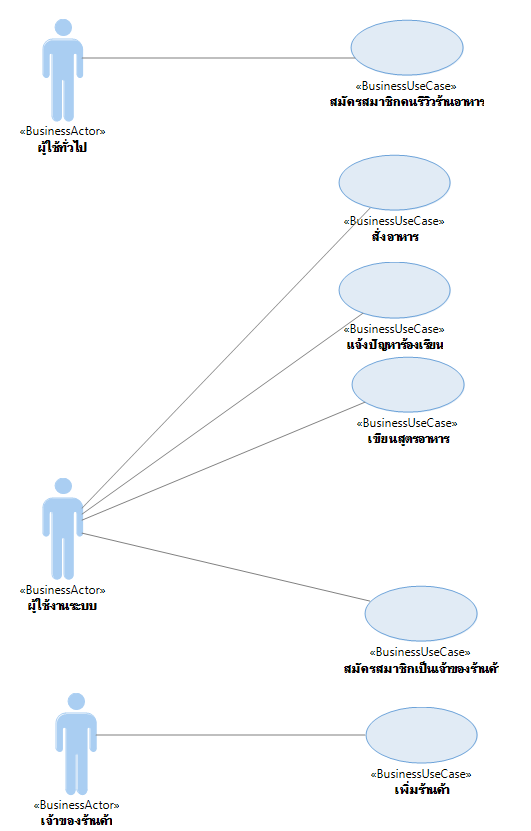 «BusinessUseCase»
สมัครสมาชิกคนรีวิวร้านอาหาร
«BusinessActor»
ผู้ใช้ทั่วไป
«BusinessUseCase»
สั่งอาหาร
«BusinessUseCase»
แจ้งปัญหาร้องเรียน
«BusinessUseCase»
เขียนสูตรอาหาร
«BusinessActor»
ผู้ใช้งานระบบ
«BusinessUseCase»
สมัครสมาชิกเป็นเจ้าของร้านค้า
«BusinessUseCase»
เพิ่มร้านค้า
«BusinessActor»
เจ้าของร้านค้า